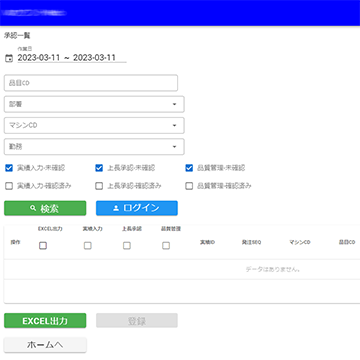 承認一覧
作業日
2023-03-11 ~ 2023-03-11
品目CD
部署
マシンCD
勤務
実績入力-未確認 上長承認-未確認 品質管理-未確認
実績入力-確認済み 上長承認-確認済み 品質管理-確認済み
検索 ログイン
操作 EXCEL出力 実績入力 上長承認 品質管理 実績ID 発注SEQ マシンCD 品目CD
データはありません。
EXCEL出力 登録
ホームへ